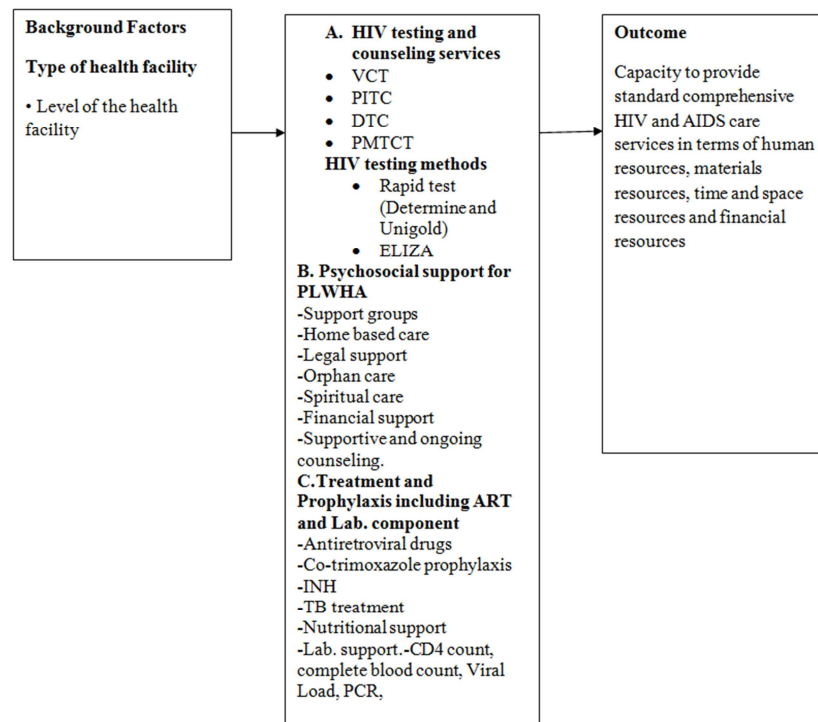 Background Factors
Type of health facility
• Level of the health
facility
A. HIV testing and
counseling services
• VCT
• PITC
• DTC
• PMTCT
HIV testing methods
• Rapid test
(Determine and
Unigold)
• ELIZA
B. Psychosocial support for
PLWHA
-Support groups
-Home based care
-Legal support
-Orphan care
-Spiritual care
-Financial support
-Supportive and ongoing
counseling.
C.Treatment and
Prophylaxis including ART
and Lab. component
-Antiretroviral drugs
-Co-trimoxazole prophylaxis
-INH
-TB treatment
-Nutritional support
-Lab. support.-CD4 count,
complete blood count, Viral
Load, PCR,
Outcome
Capacity to provide
standard comprehensive
HIV and AIDS care
services in terms of human
resources, materials
resources, time and space
resources and financial
resources